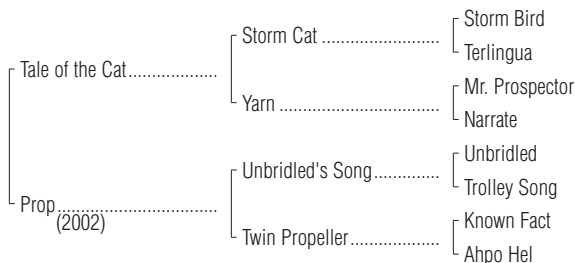 Storm Bird
Storm Cat ........................
Terlingua
Tale of the Cat..................
Mr. Prospector
Yarn .................................
Narrate
Unbridled
Unbridled's Song..............
Trolley Song
Prop.................................
(2002)
Known Fact
Twin Propeller...................
Ahpo Hel